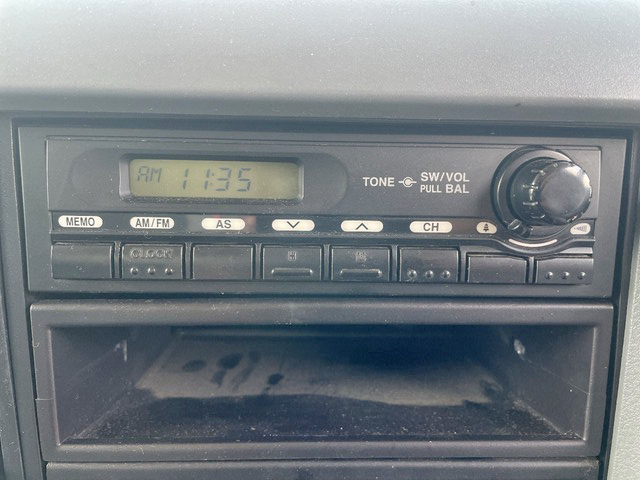 AM 11:35
TONE SW/VOL
PULL BAL
MEMO AM/FM AS CH
CLOCK
H M